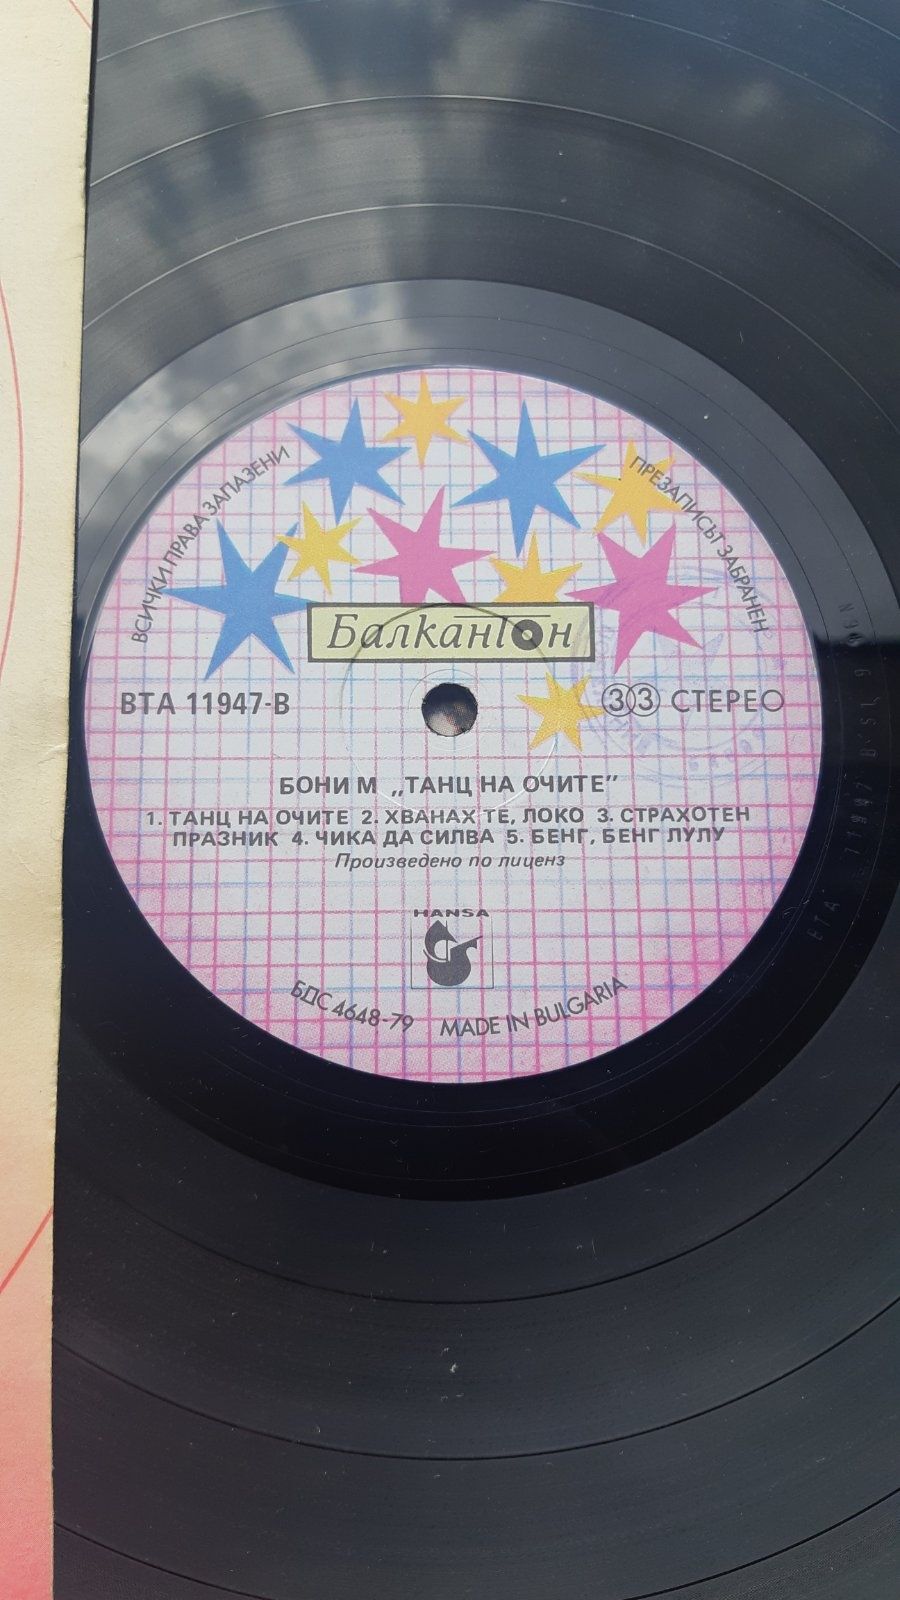 ВСИЧКИ ПРАВА ЗАПАЗЕНИ
ПРЕЗАПИСЪТ ЗАБРАНЕН
Балкантон
ВТА 11947-В
33 СТЕРЕО
БОНИ М „ТАНЦ НА ОЧИТЕ”
1. ТАНЦ НА ОЧИТЕ 2. ХВАНАХ ТЕ, ЛОКО 3. СТРАХОТЕН
ПРАЗНИК 4. ЧИКА ДА СИЛВА 5. БЕНГ, БЕНГ ЛУЛУ
Произведено по лиценз
HANSA
БДС 4648-79 MADE IN BULGARIA